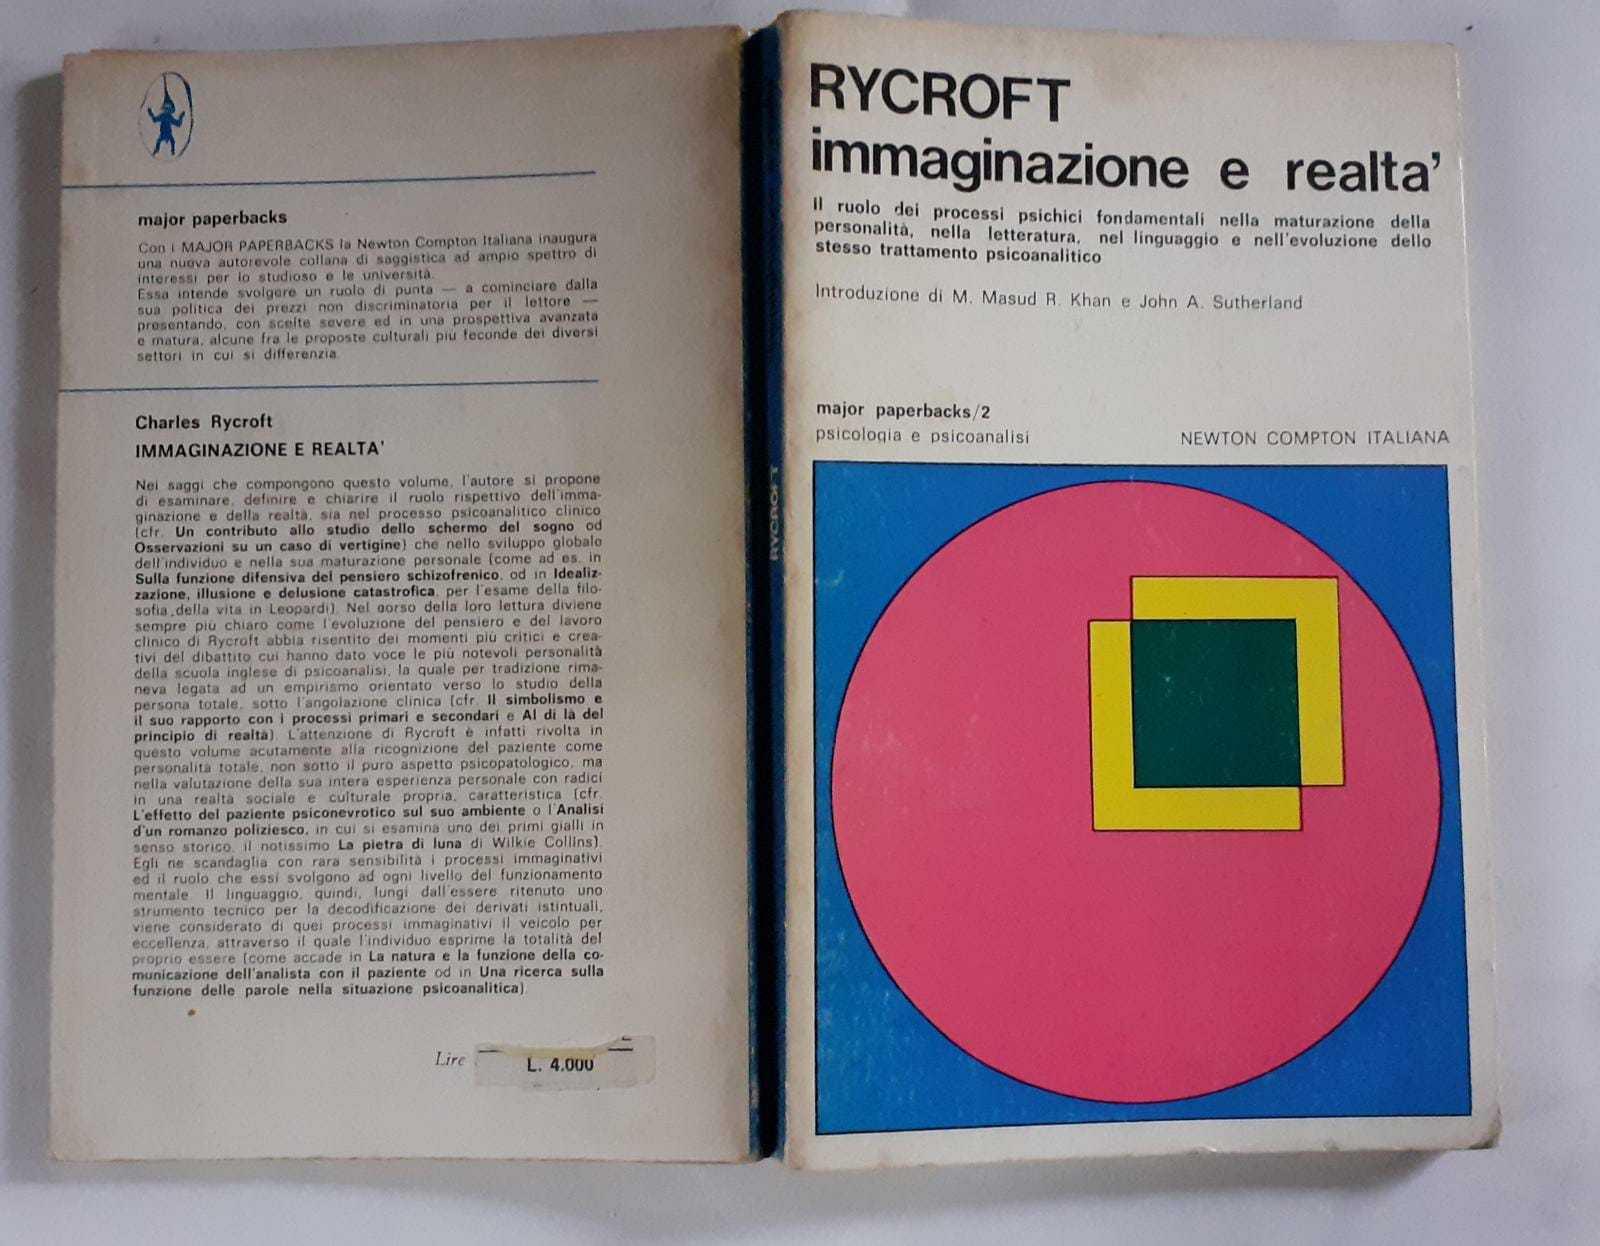 major paperbacks
Con i MAJOR PAPERBACKS la Newton Compton Italiana inaugura
una nuova autorevole collana di saggistica ad ampio spettro di
interessi per lo studioso e le università.
Essa intende svolgere un ruolo di punta — a cominciare dalla
sua politica dei prezzi non discriminatoria per il lettore —
presentando, con scelte severe ed in una prospettiva avanzata
e matura, alcune fra le proposte culturali più feconde dei diversi
settori in cui si differenzia.
Charles Rycroft
IMMAGINAZIONE E REALTA'
Nei saggi che compongono questo volume, l'autore si propone
di esaminare, definire e chiarire il ruolo rispettivo dell'imma-
ginazione e della realtà, sia nel processo psicoanalitico clinico
(cfr. Un contributo allo studio dello schermo del sogno od
Osservazioni su un caso di vertigine) che nello sviluppo globale
dell'individuo e nella sua maturazione personale (come ad es. in
Sulla funzione difensiva del pensiero schizofrenico, od in Idealiz-
zazione, illusione e delusione catastrofica, per l'esame della filo-
sofia della vita in Leopardi). Nel corso della loro lettura diviene
sempre più chiaro come l'evoluzione del pensiero e del lavoro
clinico di Rycroft abbia risentito dei momenti più critici e crea-
tivi del dibattito cui hanno dato voce le più notevoli personalità
della scuola inglese di psicoanalisi, la quale per tradizione rima-
neva legata ad un empirismo orientato verso lo studio della
persona totale, sotto l'angolazione clinica (cfr. Il simbolismo e
il suo rapporto con i processi primari e secondari e Al di là del
principio di realtà). L'attenzione di Rycroft è infatti rivolta in
questo volume acutamente alla ricognizione del paziente come
personalità totale, non sotto il puro aspetto psicopatologico, ma
nella valutazione della sua intera esperienza personale con radici
in una realtà sociale e culturale propria, caratteristica (cfr.
L'effetto del paziente psiconevrotico sul suo ambiente o l'Analisi
d'un romanzo poliziesco, in cui si esamina uno dei primi gialli in
senso storico, il notissimo La pietra di luna di Wilkie Collins).
Egli ne scandaglia con rara sensibilità i processi immaginativi
ed il ruolo che essi svolgono ad ogni livello del funzionamento
mentale. Il linguaggio, quindi, lungi dall'essere ritenuto uno
strumento tecnico per la decodificazione dei derivati istintuali,
viene considerato di quei processi immaginativi il veicolo per
eccellenza, attraverso il quale l'individuo esprime la totalità del
proprio essere (come accade in La natura e la funzione della co-
municazione dell'analista con il paziente od in Una ricerca sulla
funzione delle parole nella situazione psicoanalitica).
Lire
L. 4.000
RYCROFT
RYCROFT
immaginazione e realta'
Il ruolo dei processi psichici fondamentali nella maturazione della
personalità, nella letteratura, nel linguaggio e nell'evoluzione dello
stesso trattamento psicoanalitico
Introduzione di M. Masud R. Khan e John A. Sutherland
major paperbacks/2
psicologia e psicoanalisi
NEWTON COMPTON ITALIANA